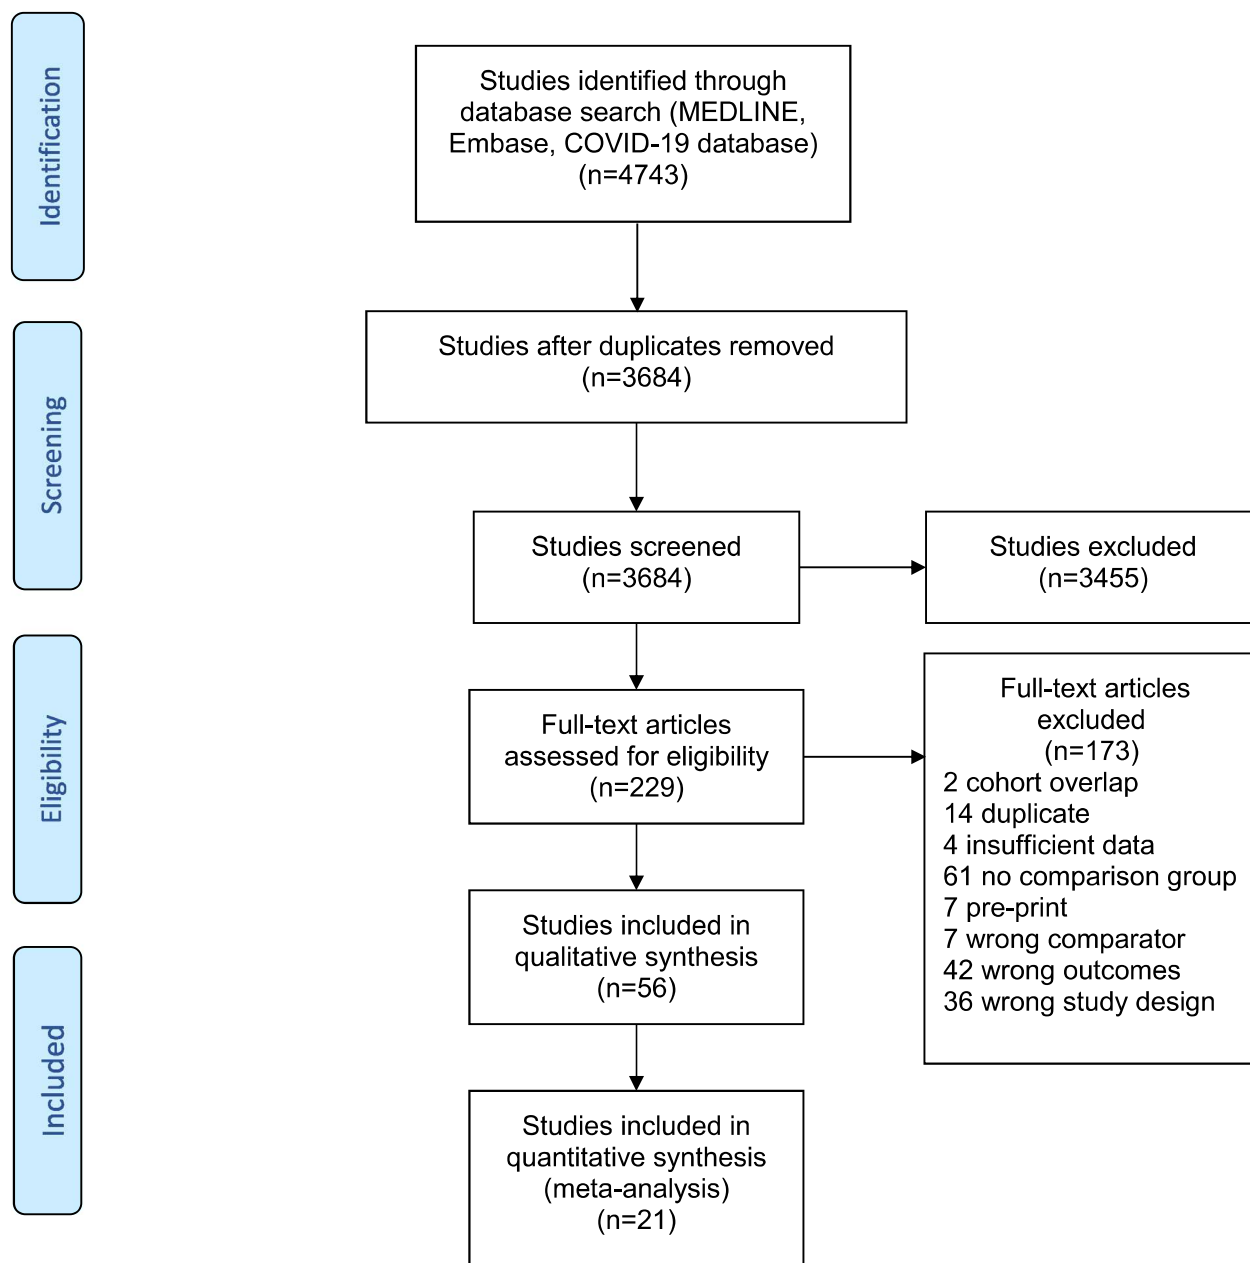 Identification
Studies identified through
database search (MEDLINE,
Embase, COVID-19 database)
(n=4743)
Screening
Studies after duplicates removed
(n=3684)
Studies screened
(n=3684)
Studies excluded
(n=3455)
Eligibility
Full-text articles
assessed for eligibility
(n=229)
Full-text articles
excluded
(n=173)
2 cohort overlap
14 duplicate
4 insufficient data
61 no comparison group
7 pre-print
7 wrong comparator
42 wrong outcomes
36 wrong study design
Studies included in
qualitative synthesis
(n=56)
Included
Studies included in
quantitative synthesis
(meta-analysis)
(n=21)